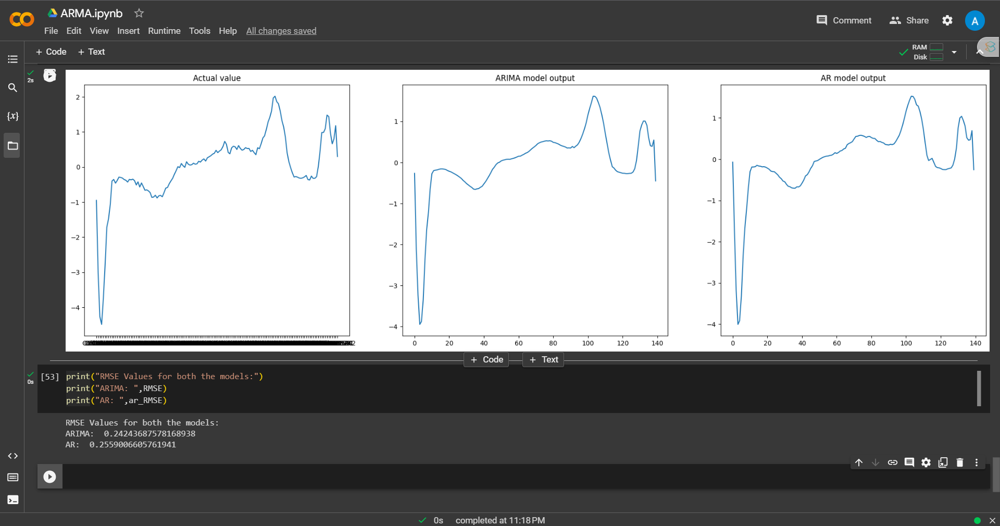 ARMA.ipynb
File Edit View Insert Runtime Tools Help All changes saved
Comment Share A
+ Code + Text
RAM
Disk
2s
Actual value
2
1
0
−1
−2
−3
−4
ARIMA model output
1
0
−1
−2
−3
−4
0 20 40 60 80 100 120 140
AR model output
1
0
−1
−2
−3
−4
0 20 40 60 80 100 120 140
+ Code + Text
0s
[53] print("RMSE Values for both the models:")
print("ARIMA: ",RMSE)
print("AR: ",ar_RMSE)
RMSE Values for both the models:
ARIMA:  0.24243687578168938
AR:  0.2559006605761941
{x}
0s completed at 11:18 PM